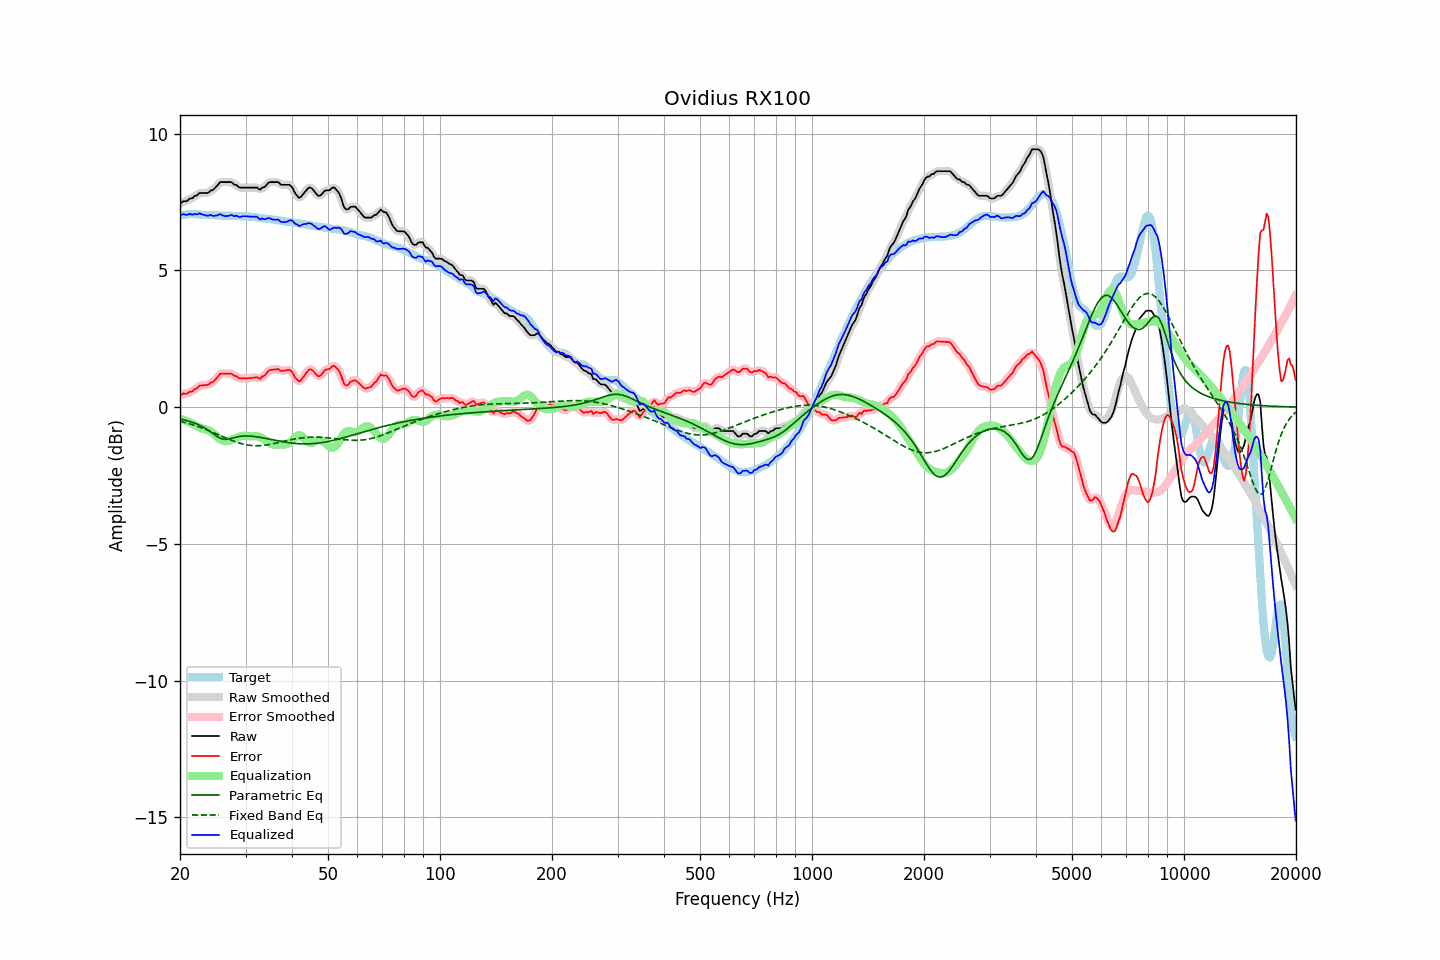 Ovidius RX100
Amplitude (dBr)
10
5
0
−5
−10
−15
Target
Raw Smoothed
Error Smoothed
Raw
Error
Equalization
Parametric Eq
Fixed Band Eq
Equalized
20 50 100 200 500 1000 2000 5000 10000 20000
Frequency (Hz)